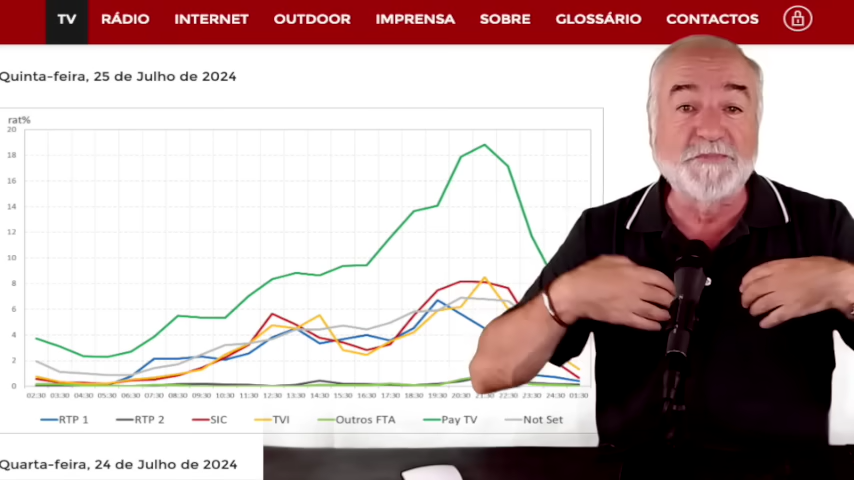 TV RÁDIO INTERNET OUTDOOR IMPRENSA SOBRE GLOSSÁRIO CONTACTOS
Quinta-feira, 25 de Julho de 2024
rat%
20
18
16
14
12
10
8
6
4
2
0
02:30 03:30 04:30 05:30 06:30 07:30 08:30 09:30 10:30 11:30 12:30 13:30 14:30 15:30 16:30 17:30 18:30 19:30 20:30 21:30 22:30 23:30 24:30 01:30
RTP 1 RTP 2 SIC TVI Outros FTA Pay TV Not Set
Quarta-feira, 24 de Julho de 2024